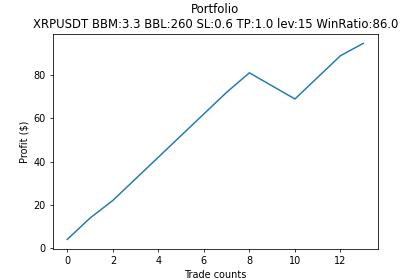 Portfolio
XRPUSDT BBM:3.3 BBL:260 SL:0.6 TP:1.0 lev:15 WinRatio:86.0
80
60
40
20
0
Profit ($)
0 2 4 6 8 10 12
Trade counts